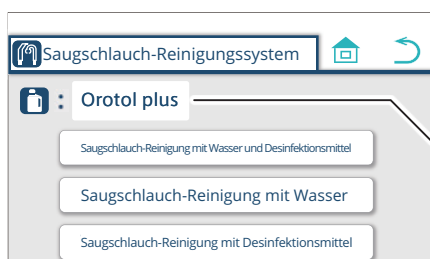 Saugschlauch-Reinigungssystem
: Orotol plus
Saugschlauch-Reinigung mit Wasser und Desinfektionsmittel
Saugschlauch-Reinigung mit Wasser
Saugschlauch-Reinigung mit Desinfektionsmittel